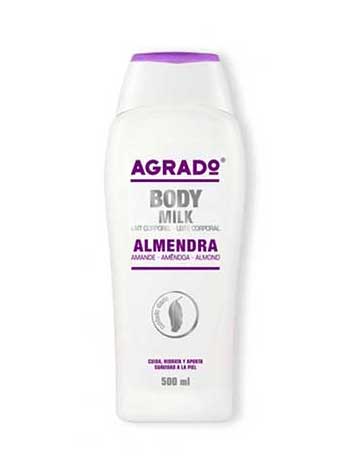 AGRADO®
BODY
MILK
LAIT CORPOREL - LEITE CORPORAL
ALMENDRA
AMANDE - AMÊNDOA - ALMOND
CUIDA, HIDRATA Y APORTA
SUAVIDAD A LA PIEL
500 ml